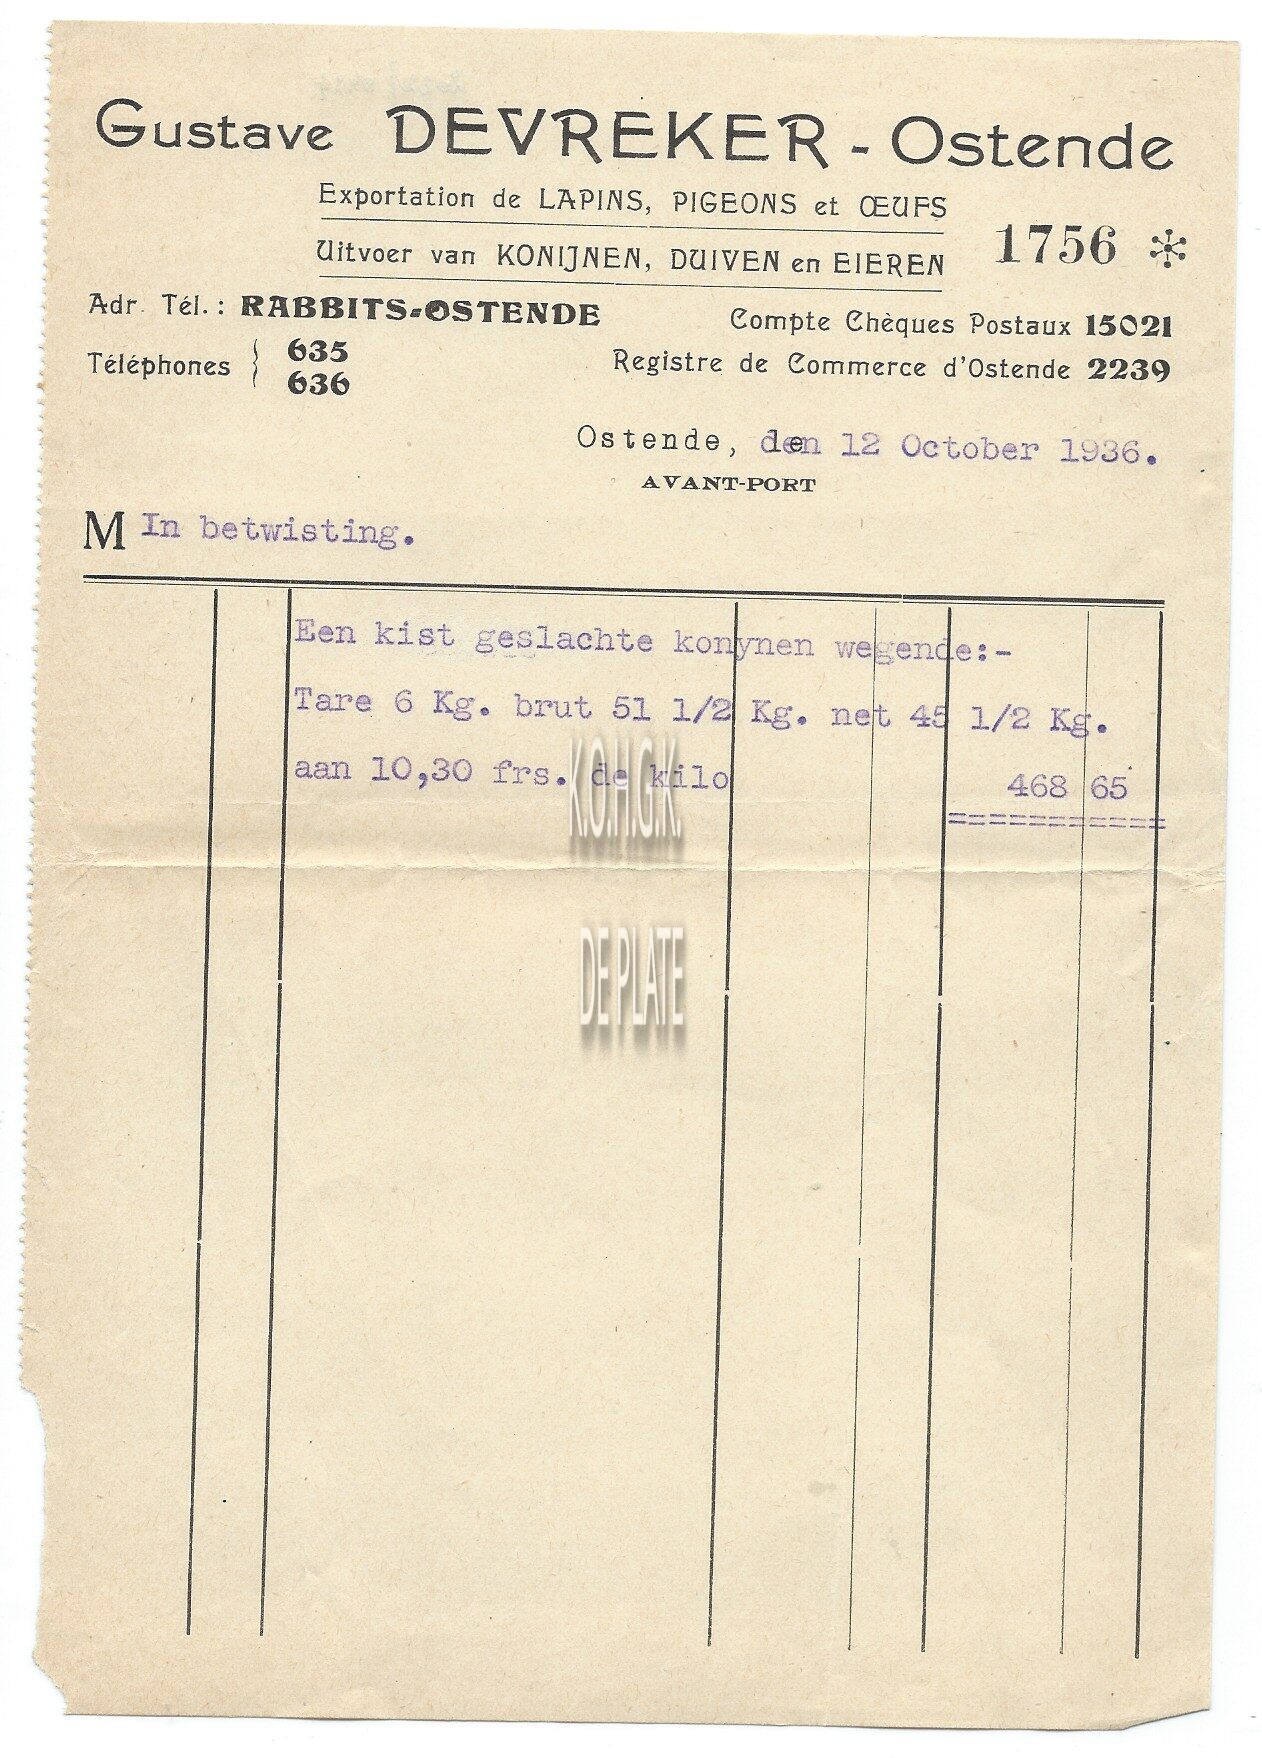 Gustave DEVREKER - Ostende
Exportation de LAPINS, PIGEONS et ŒUFS
Uitvoer van KONIJNEN, DUIVEN en EIEREN
1756
Adr. Tél.: RABBITS-OSTENDE
Compte Chèques Postaux 15021
Téléphones } 635
636
Registre de Commerce d'Ostende 2239
Ostende, den 12 October 1936.
AVANT-PORT
M In betwisting.
Een kist geslachte konynen wegende:-
Tare 6 Kg. brut 51 1/2 Kg. net 45 1/2 Kg.
aan 10,30 frs. de kilo 468 65
===========
K.O.H.G.K.
DE PLATE